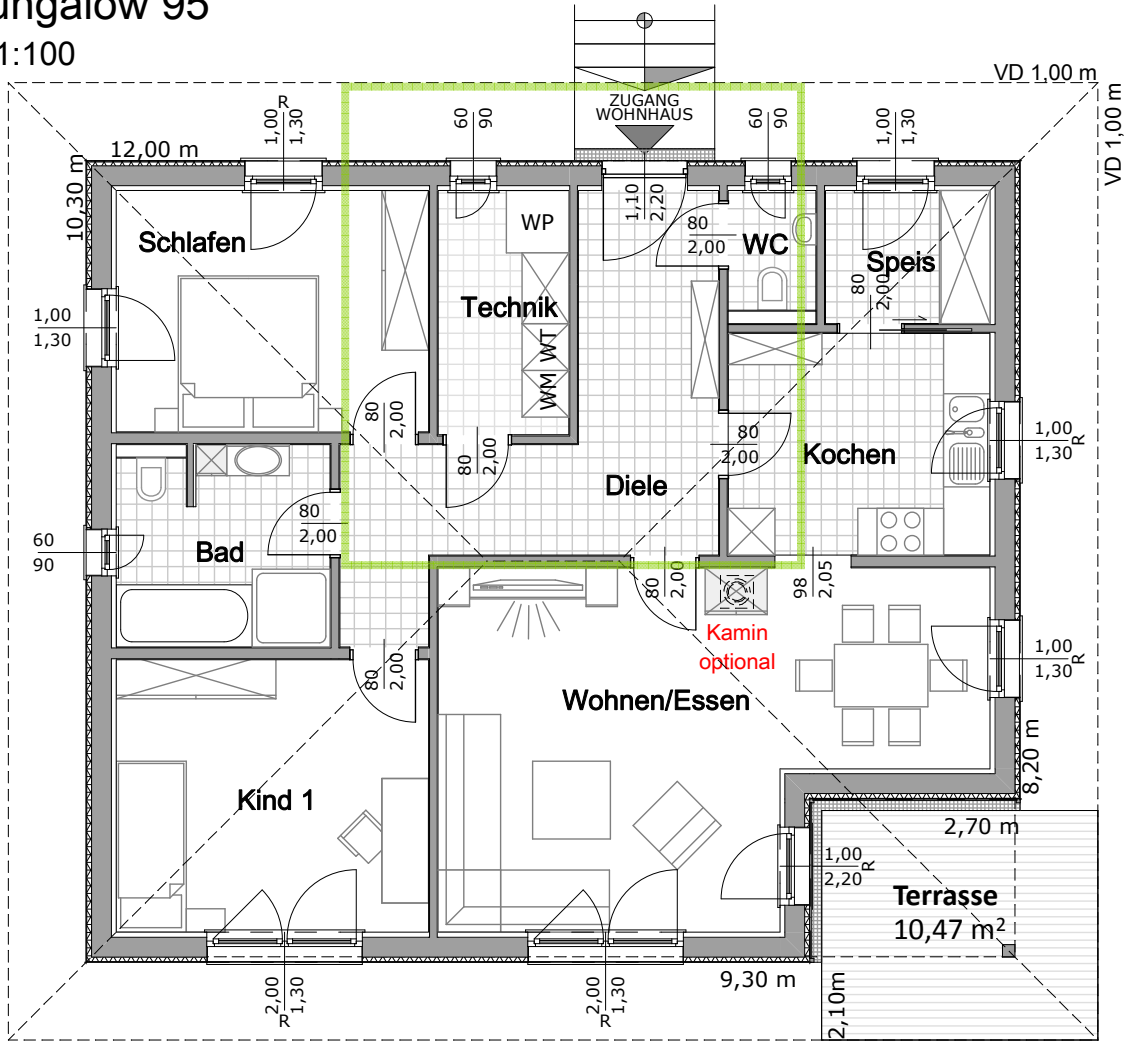 ungalow 95
1:100
VD 1,00 m
VD 1,00 m
ZUGANG
WOHNHAUS
12,00 m
10,30 m
1,00
1,30
R
60
90
1,10
2,20
60
90
1,00
1,30
Schlafen
WP
Technik
WM WT
80
2,00
WC
Speis
80
2,00
1,00
1,30
80
2,00
80
2,00
80
2,00
Kochen
1,00
1,30
R
Diele
80
2,00
Bad
60
90
80
2,00
98
2,05
Kamin
optional
80
2,00
1,00
1,30
R
Wohnen/Essen
Kind 1
8,20 m
2,70 m
1,00
2,20
R
Terrasse
10,47 m²
9,30 m
2,10m
2,00
1,30
R
2,00
1,30
R